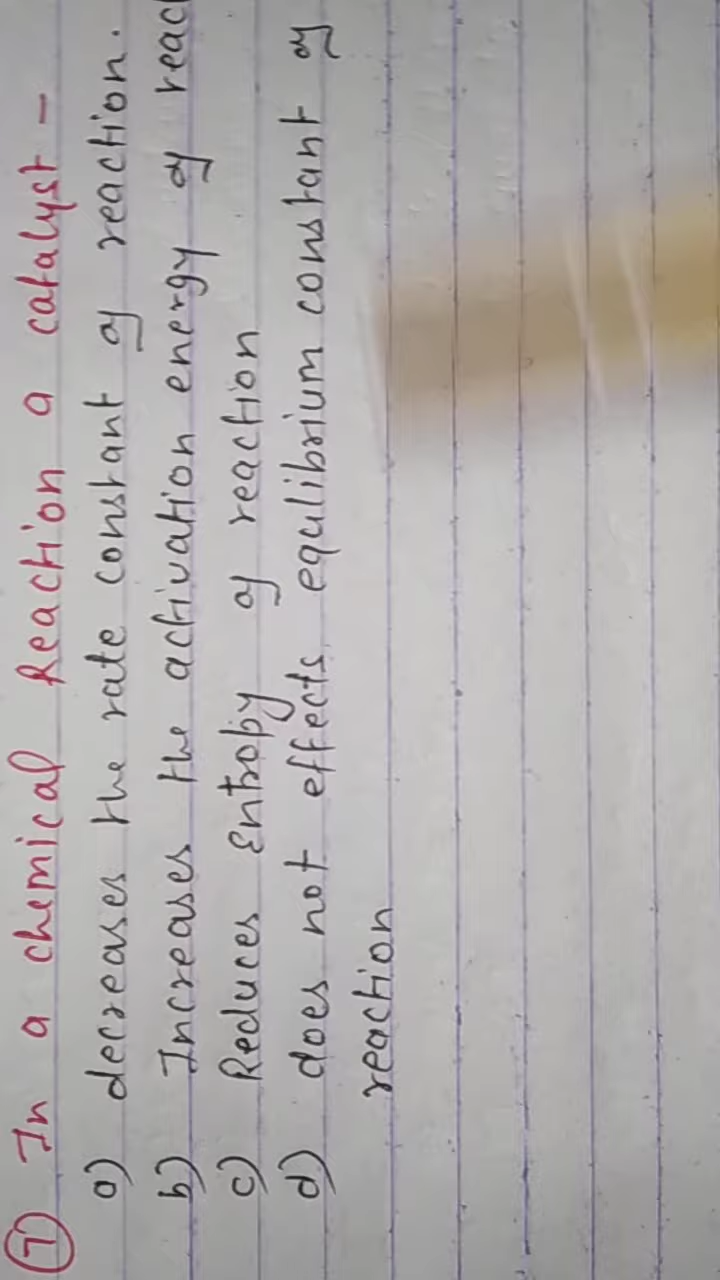 7 In a chemical Reaction a catalyst -
a) decreases the rate constant of reaction.
b) Increases the activation energy of reac
c) Reduces Entropy of reaction
d) does not effects equilibrium constant of
reaction